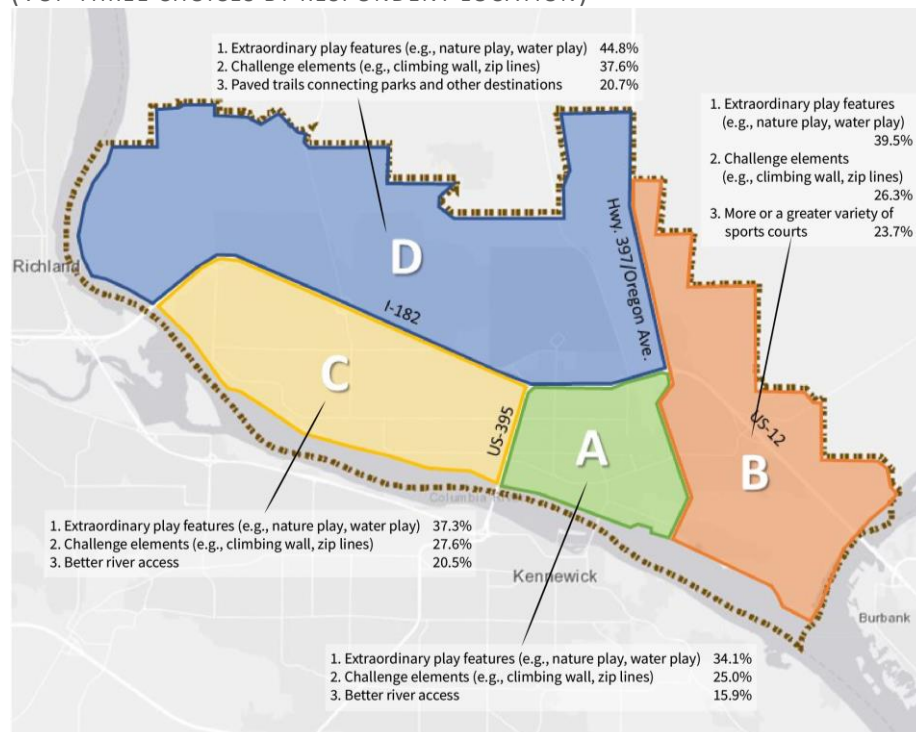 (TOP THREE CHOICES BY RESPONDENT LOCATION)
1. Extraordinary play features (e.g., nature play, water play) 44.8%
2. Challenge elements (e.g., climbing wall, zip lines) 37.6%
3. Paved trails connecting parks and other destinations 20.7%
1. Extraordinary play features
(e.g., nature play, water play)
39.5%
2. Challenge elements
(e.g., climbing wall, zip lines)
26.3%
3. More or a greater variety of
sports courts 23.7%
Richland
D
Hwy. 397/Oregon Ave.
I-182
C
US-395
A
US-12
B
Columbia
1. Extraordinary play features (e.g., nature play, water play) 37.3%
2. Challenge elements (e.g., climbing wall, zip lines) 27.6%
3. Better river access 20.5%
Kennewick
Burbank
1. Extraordinary play features (e.g., nature play, water play) 34.1%
2. Challenge elements (e.g., climbing wall, zip lines) 25.0%
3. Better river access 15.9%